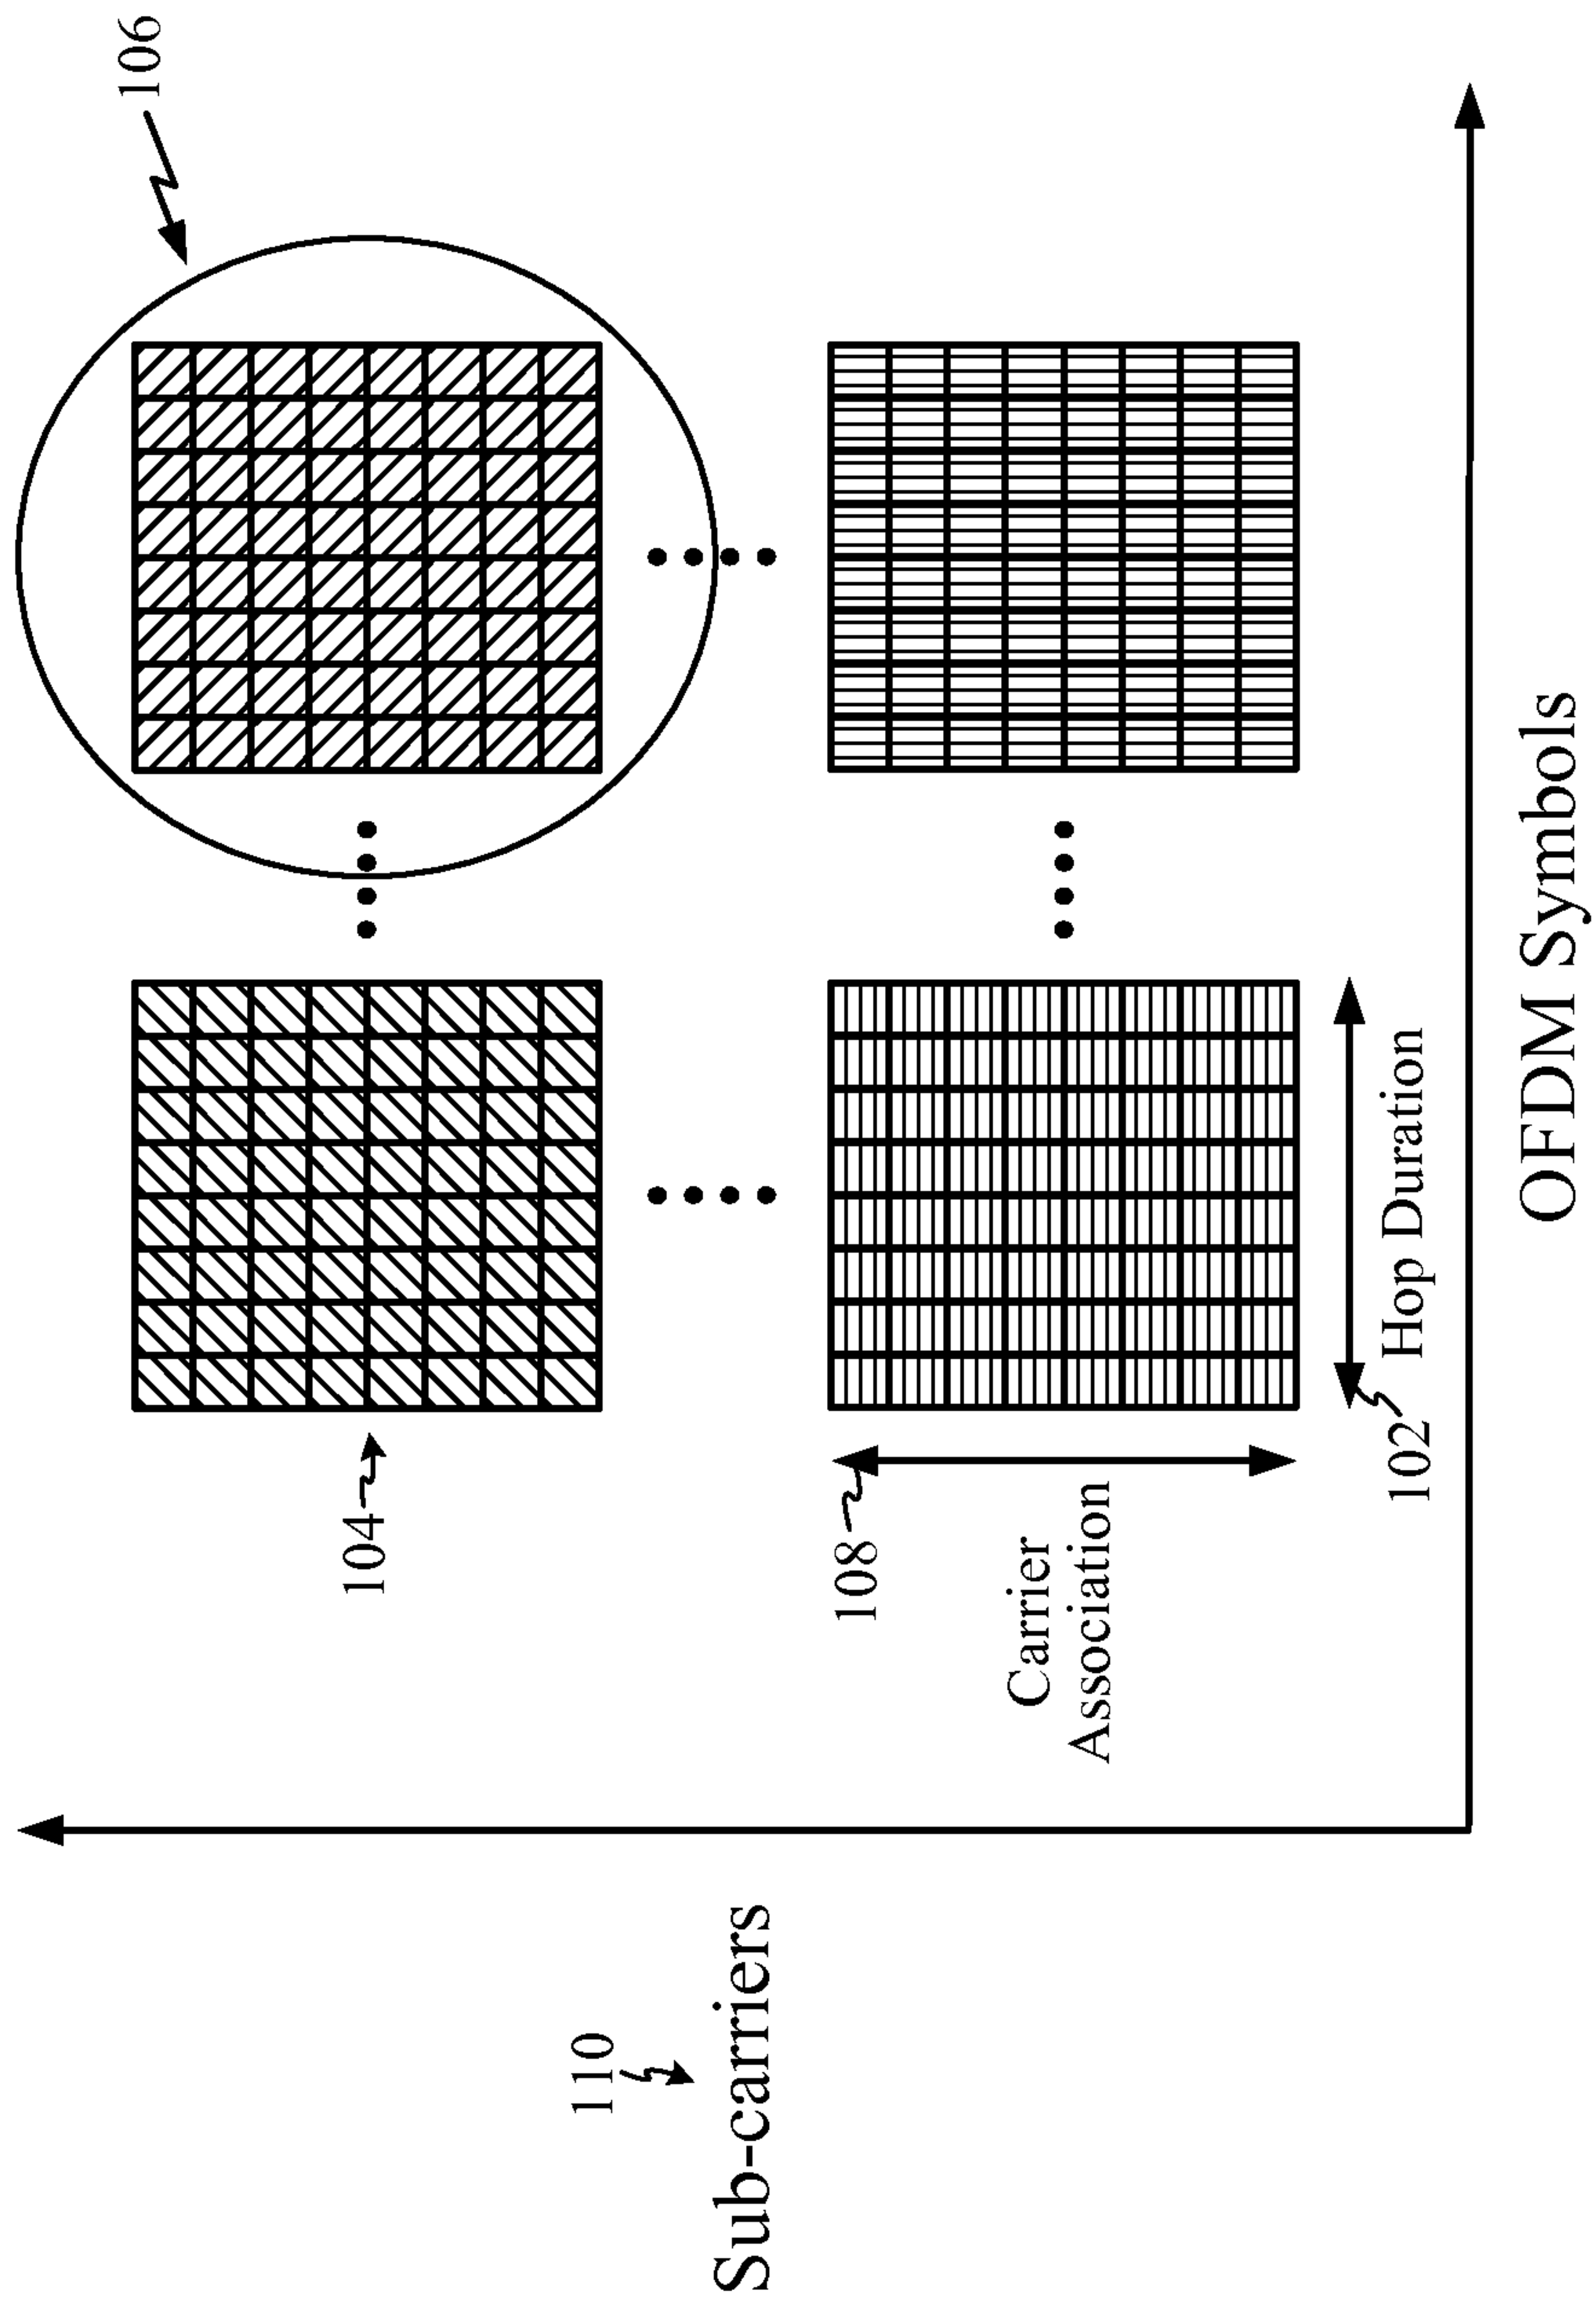 106
104
108
Carrier
Association
102
Hop Duration
110
Sub-carriers
OFDM Symbols